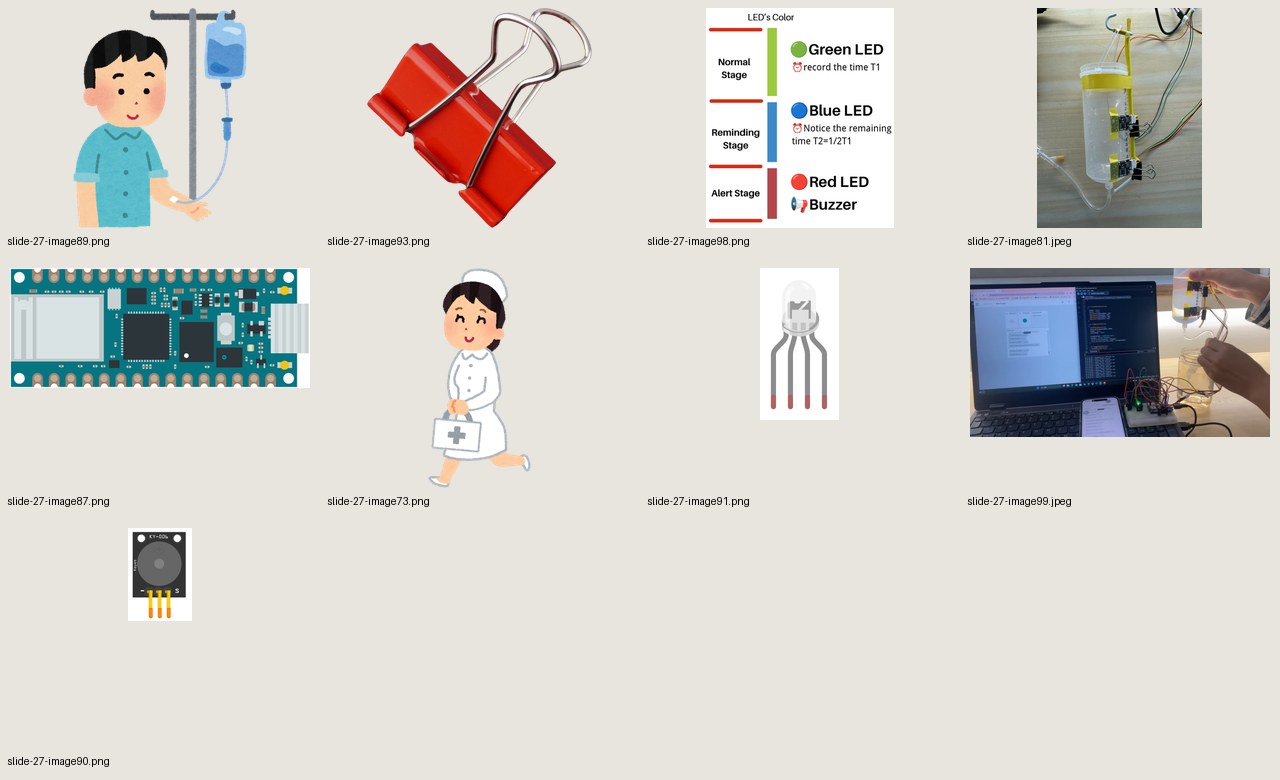 LED's Color
Normal
Stage
Green LED
⏰record the time T1
Reminding
Stage
Blue LED
⏰Notice the remaining
time T2=1/2T1
Alert Stage
Red LED
Buzzer
slide-27-image89.png
slide-27-image93.png
slide-27-image98.png
slide-27-image81.jpeg
slide-27-image87.png
slide-27-image73.png
slide-27-image91.png
slide-27-image99.jpeg
- S
slide-27-image90.png